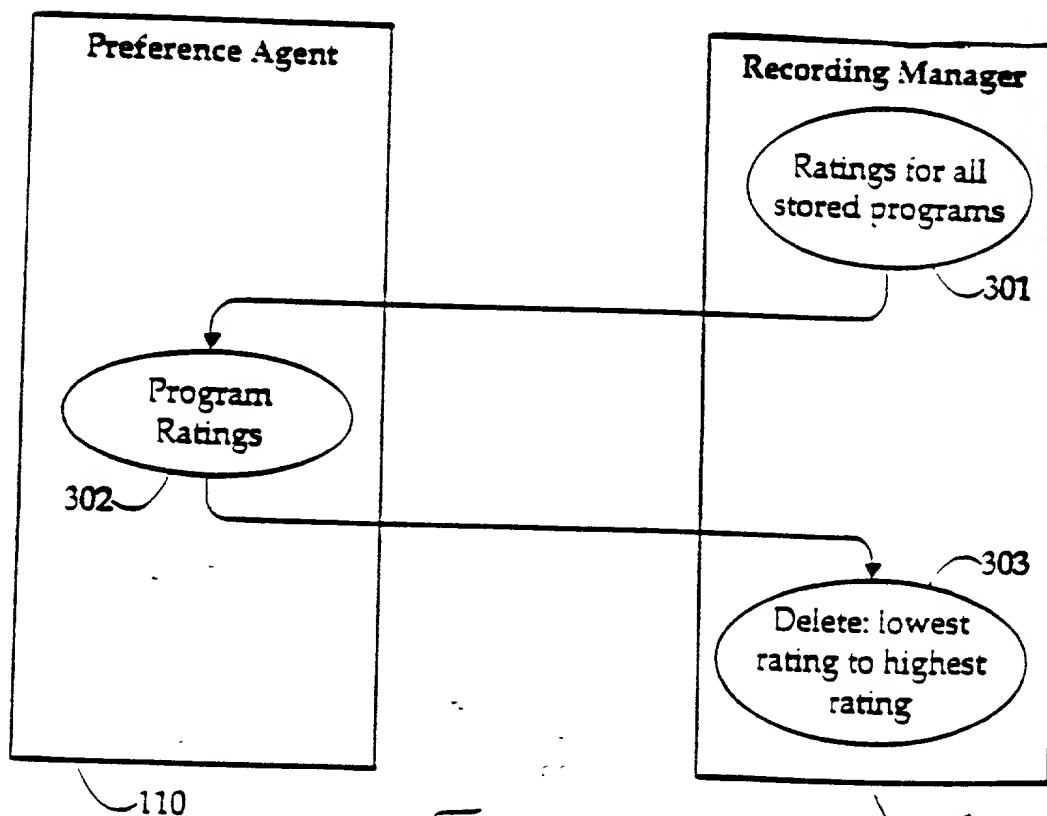 Preference Agent
Recording Manager
Ratings for all
stored programs
301
Program
Ratings
302
303
Delete: lowest
rating to highest
rating
110